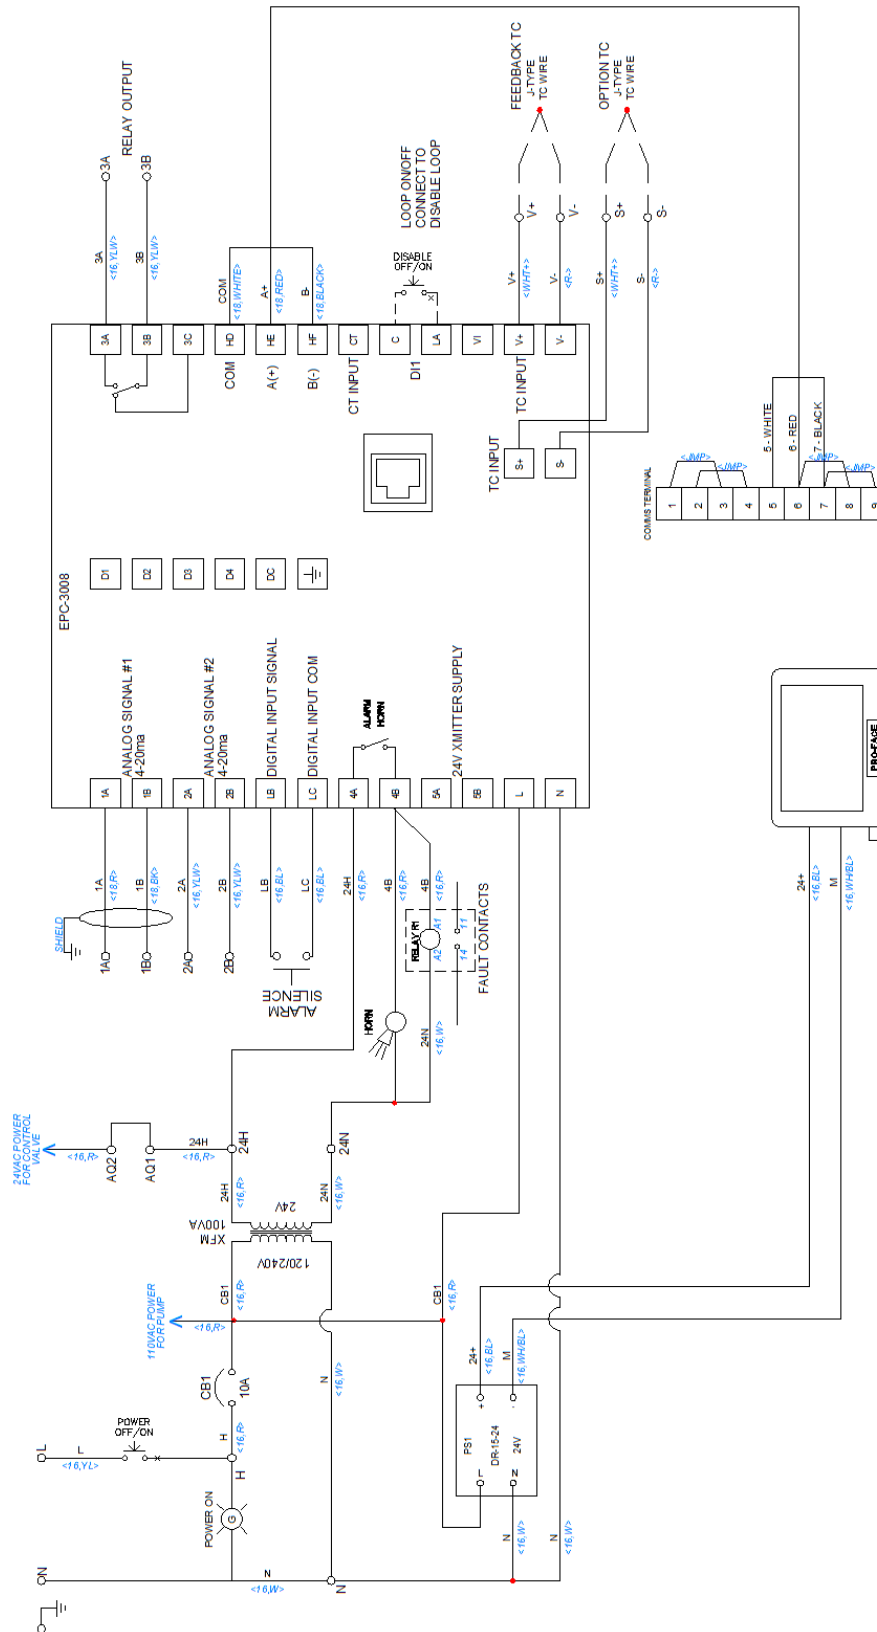 RELAY OUTPUT
3A
3B
3A
<16,YLW>
3B
<16,YLW>
COM
<18,WHITE>
A+
<18,RED>
B-
<18,BLACK>
LOOP ON/OFF
CONNECT TO
DISABLE LOOP
DISABLE
OFF/ON
FEEDBACK TC
J-TYPE
TC WIRE
OPTION TC
J-TYPE
TC WIRE
V+
V-
S+
S-
V+
<WHT+>
V-
<R->
S+
<WHT+>
S-
<R->
3A
3B
3C
HD
HE
HF
CT
C
LA
VI
V+
V-
COM
A(+)
B(-)
CT INPUT
DI1
TC INPUT
TC INPUT
S+
S-
EPC-3008
D1
D2
D3
D4
DC
COMMS TERMINAL
1
2
3
4
5
6
7
8
9
<JMP>
<JMP>
<JMP>
<JMP>
5 - WHITE
6 - RED
7 - BLACK
ANALOG SIGNAL #1
4-20ma
ANALOG SIGNAL #2
4-20ma
DIGITAL INPUT SIGNAL
DIGITAL INPUT COM
ALARM
HORN
24V XMITTER SUPPLY
1A
1B
2A
2B
LB
LC
4A
4B
5A
5B
L
N
SHIELD
1A
<18,R>
1B
<18,BK>
2A
<16,YLW>
2B
<16,YLW>
LB
<16,BL>
LC
<16,BL>
24H
<16,R>
4B
<16,R>
4B
<16,R>
1A
1B
2A
2B
ALARM
SILENCE
RELAY R1
A2
A1
14
11
FAULT CONTACTS
HORN
24N
<16,W>
PRO-FACE
24+
<16,BL>
M
<16,WH/BL>
24VAC POWER
FOR CONTROL
VALVE
<16,R>
AQ2
AQ1
24H
<16,R>
24H
24N
24H
<16,R>
24N
<16,W>
XFM
100VA
24V
120/240V
110VAC POWER
FOR PUMP
<16,R>
CB1
<16,R>
CB1
<16,R>
CB1
10A
N
<16,W>
H
<16,R>
H
L
L
<16,YL>
POWER
OFF/ON
POWER ON
G
N
N
<16,W>
N
PS1
DR-15-24
24V
L
N
+
-
24+
<16,BL>
M
<16,WH/BL>
N
<16,W>
N
<16,W>